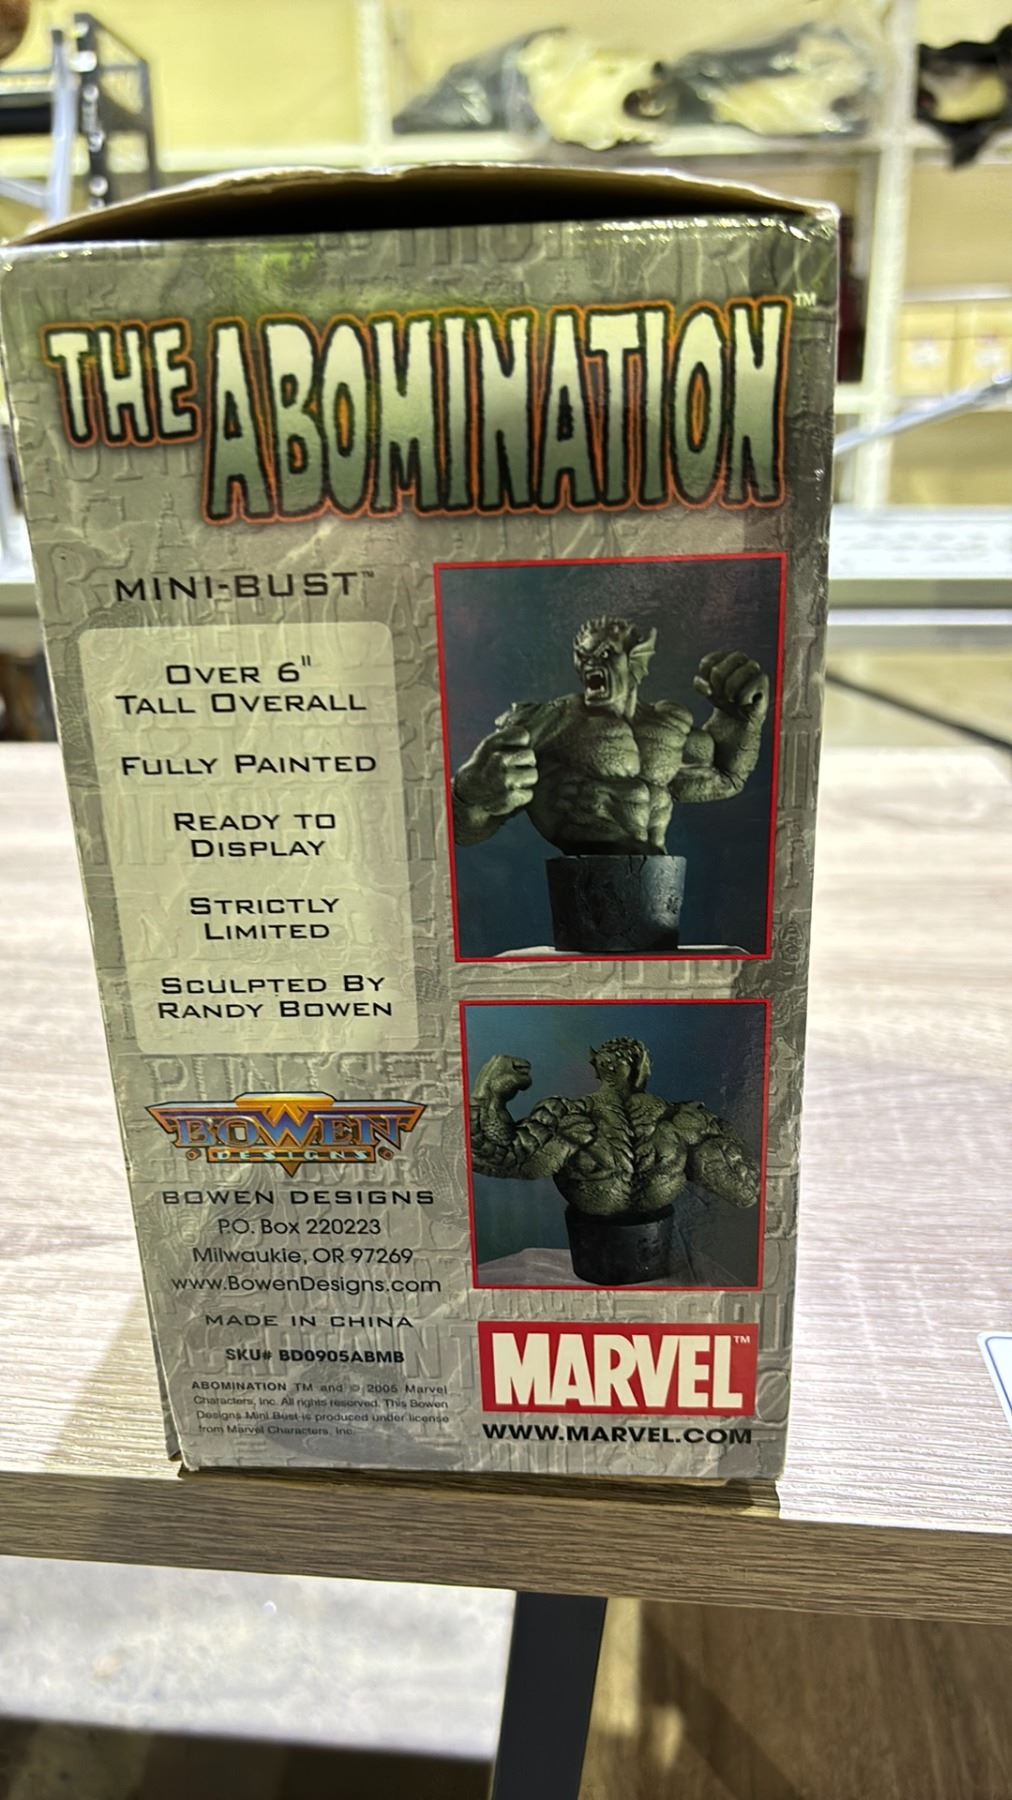 THE ABOMINATION™
MINI-BUST™
OVER 6"
TALL OVERALL
FULLY PAINTED
READY TO
DISPLAY
STRICTLY
LIMITED
SCULPTED BY
RANDY BOWEN
BOWEN
DESIGNS
BOWEN DESIGNS
P.O. Box 220223
Milwaukie, OR 97269
www.BowenDesigns.com
MADE IN CHINA
SKU# BD0905ABMB
ABOMINATION TM and © 2005 Marvel
Characters, Inc. All rights reserved. This Bowen
Designs Mini Bust is produced under license
from Marvel Characters, Inc.
MARVEL™
WWW.MARVEL.COM